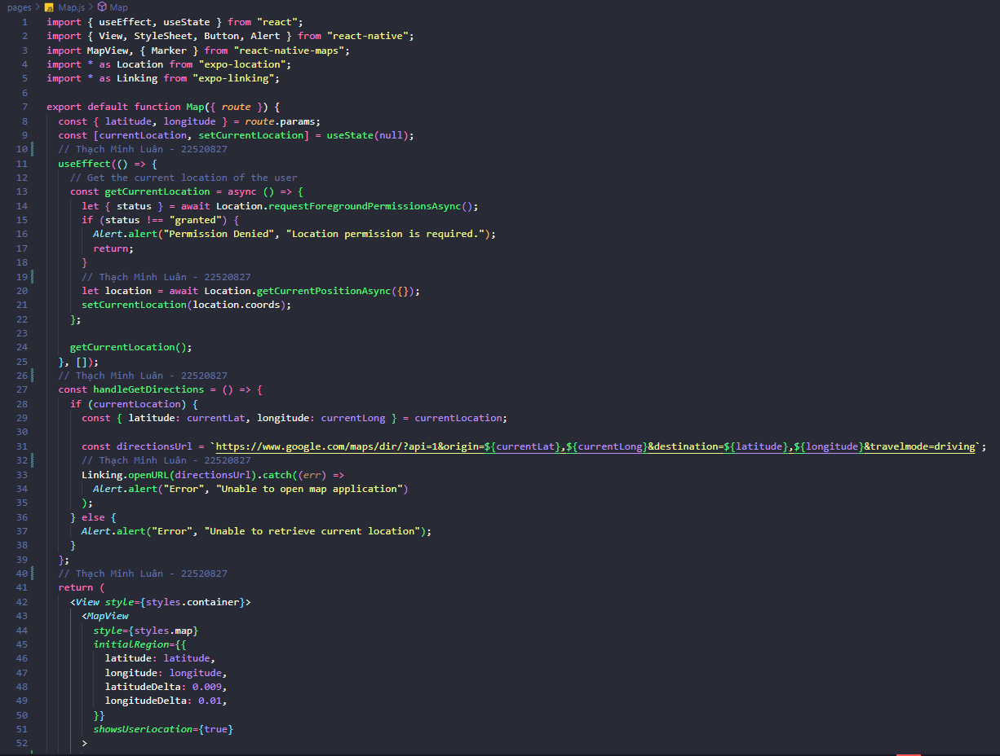 pages > JS Map.js > Map
1 import { useEffect, useState } from "react";
2 import { View, StyleSheet, Button, Alert } from "react-native";
3 import MapView, { Marker } from "react-native-maps";
4 import * as Location from "expo-location";
5 import * as Linking from "expo-linking";
6
7 export default function Map({ route }) {
8 const { latitude, longitude } = route.params;
9 const [currentLocation, setCurrentLocation] = useState(null);
10 // Thạch Minh Luân - 22520827
11 useEffect(() => {
12 // Get the current location of the user
13 const getCurrentLocation = async () => {
14 let { status } = await Location.requestForegroundPermissionsAsync();
15 if (status !== "granted") {
16 Alert.alert("Permission Denied", "Location permission is required.");
17 return;
18 }
19 // Thạch Minh Luân - 22520827
20 let location = await Location.getCurrentPositionAsync({});
21 setCurrentLocation(location.coords);
22 };
23
24 getCurrentLocation();
25 }, []);
26 // Thạch Minh Luân - 22520827
27 const handleGetDirections = () => {
28 if (currentLocation) {
29 const { latitude: currentLat, longitude: currentLong } = currentLocation;
30
31 const directionsUrl = `https://www.google.com/maps/dir/?api=1&origin=${currentLat},${currentLong}&destination=${latitude},${longitude}&travelmode=driving`;
32 // Thạch Minh Luân - 22520827
33 Linking.openURL(directionsUrl).catch((err) =>
34 Alert.alert("Error", "Unable to open map application")
35 );
36 } else {
37 Alert.alert("Error", "Unable to retrieve current location");
38 }
39 };
40 // Thạch Minh Luân - 22520827
41 return (
42 <View style={styles.container}>
43 <MapView
44 style={styles.map}
45 initialRegion={{
46 latitude: latitude,
47 longitude: longitude,
48 latitudeDelta: 0.009,
49 longitudeDelta: 0.01,
50 }}
51 showsUserLocation={true}
52 >